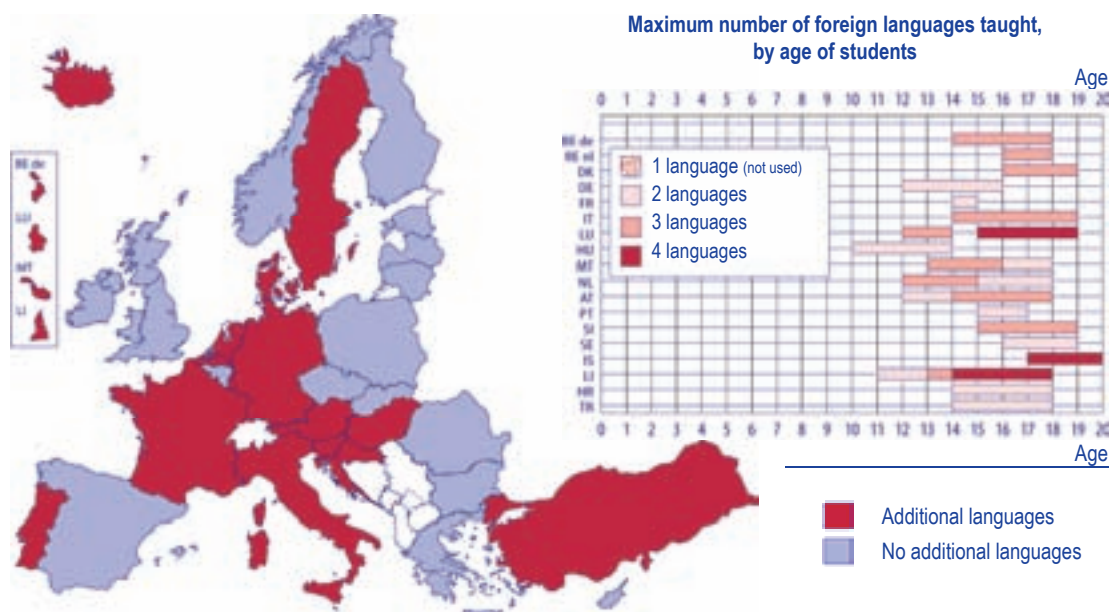 Maximum number of foreign languages taught,
by age of students
Age
0 1 2 3 4 5 6 7 8 9 10 11 12 13 14 15 16 17 18 19 20
BE de
BE nl
DK
DE
FR
IT
LU
HU
MT
NL
AT
PT
SI
SE
IS
LI
HR
TR
1 language (not used)
2 languages
3 languages
4 languages
0 1 2 3 4 5 6 7 8 9 10 11 12 13 14 15 16 17 18 19 20
Age
BE de
LU
MT
LI
Additional languages
No additional languages